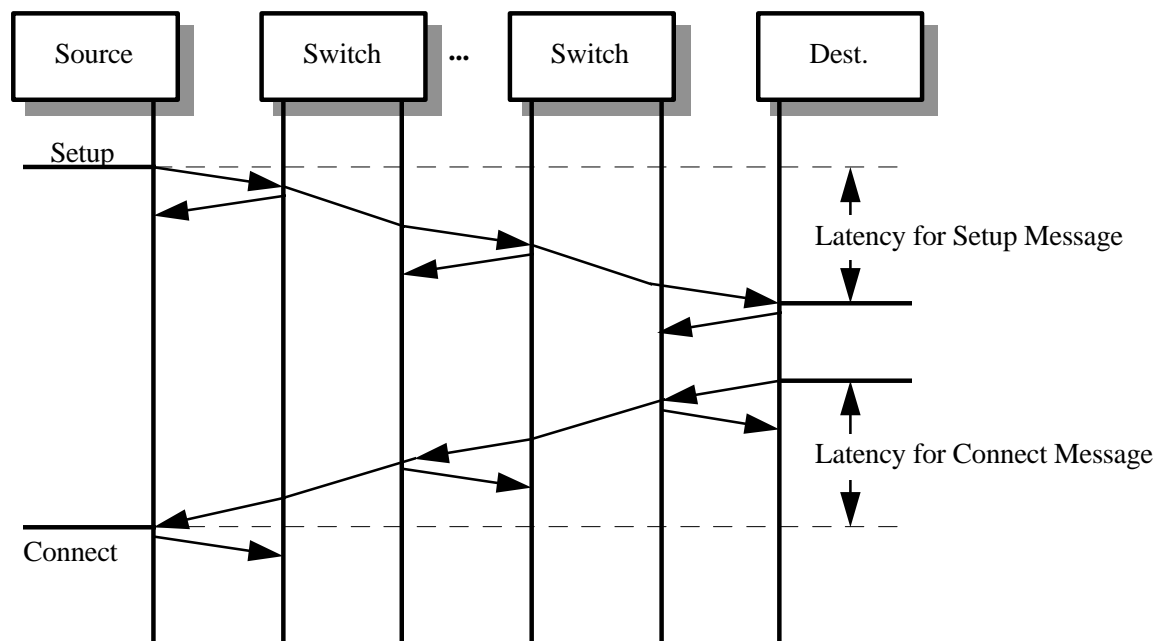 Source
Switch
...
Switch
Dest.
Setup
Latency for Setup Message
Latency for Connect Message
Connect